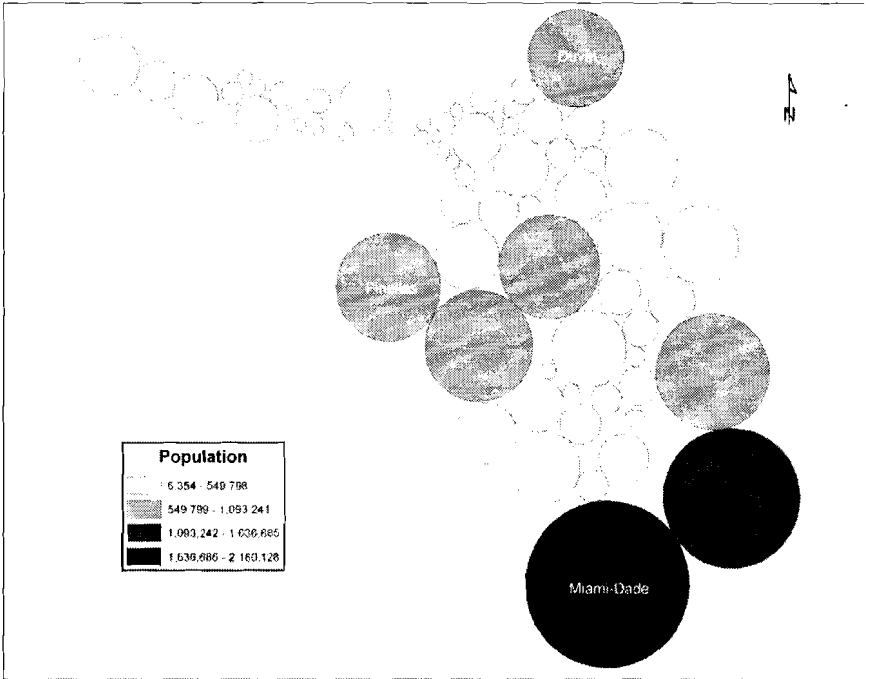 Duval
N
Pinellas
Population
6,354 - 549,798
549,799 - 1,093,241
1,093,242 - 1,636,685
1,636,686 - 2,180,128
Miami-Dade